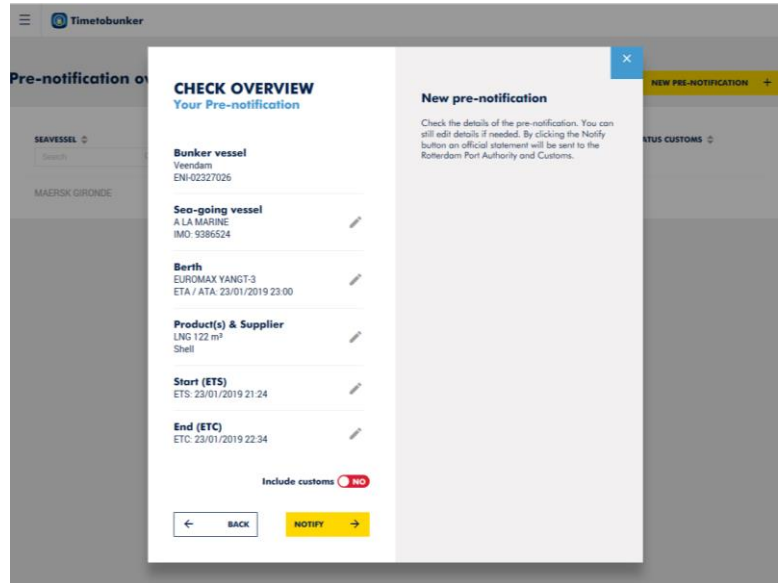 Timetobunker
Pre-notification ov
NEW PRE-NOTIFICATION +
SEAVESSEL
Search
MAERSK GIRONDE
ATUS CUSTOMS
CHECK OVERVIEW
Your Pre-notification
Bunker vessel
Veendam
ENI-02327026
Sea-going vessel
A LA MARINE
IMO: 9386524
Berth
EUROMAX YANGT-3
ETA / ATA: 23/01/2019 23:00
Product(s) & Supplier
LNG 122 m³
Shell
Start (ETS)
ETS: 23/01/2019 21:24
End (ETC)
ETC: 23/01/2019 22:34
Include customs NO
← BACK
NOTIFY →
New pre-notification
Check the details of the pre-notification. You can
still edit details if needed. By clicking the Notify
button an official statement will be sent to the
Rotterdam Port Authority and Customs.